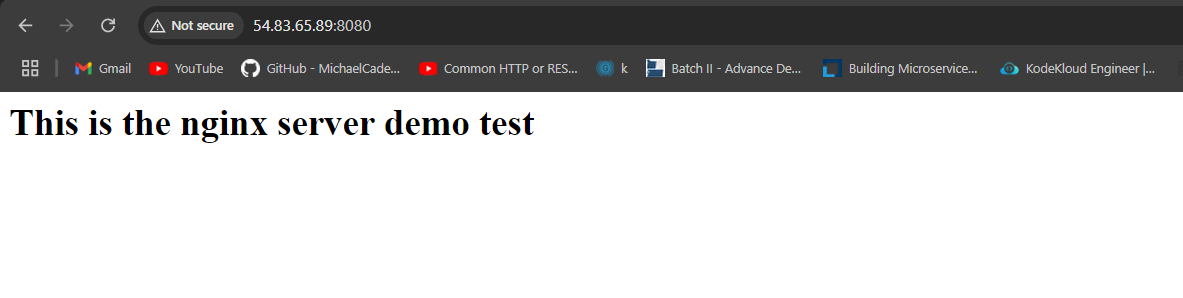 Not secure 54.83.65.89:8080
Gmail YouTube GitHub - MichaelCade... Common HTTP or RES... k Batch II - Advance De... Building Microservice... KodeKloud Engineer |...
This is the nginx server demo test